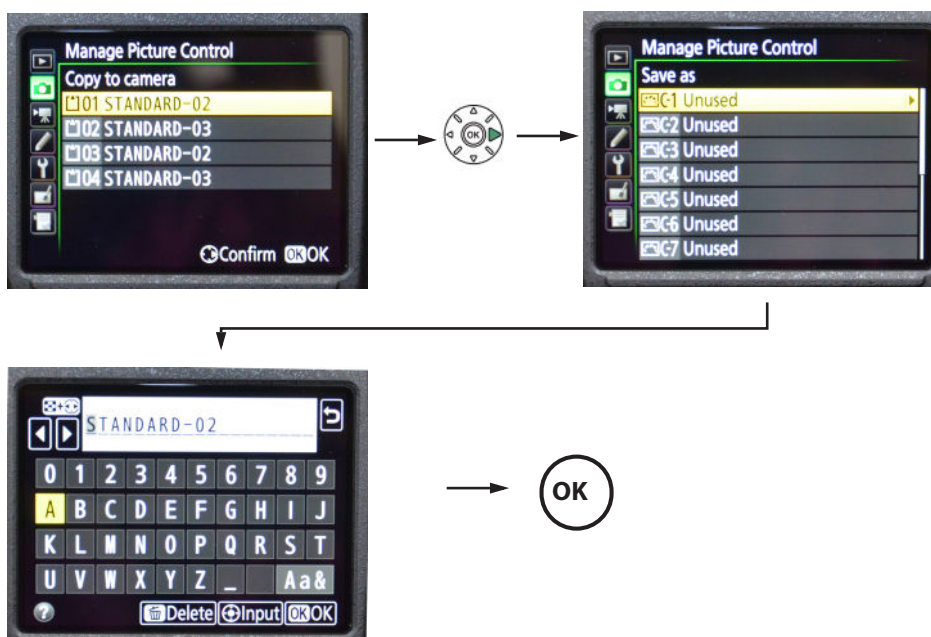 Manage Picture Control
Copy to camera
01 STANDARD-02
02 STANDARD-03
03 STANDARD-02
04 STANDARD-03
Confirm OK OK
OK
Manage Picture Control
Save as
C-1 Unused
C-2 Unused
C-3 Unused
C-4 Unused
C-5 Unused
C-6 Unused
C-7 Unused
STANDARD-02
0 1 2 3 4 5 6 7 8 9
A B C D E F G H I J
K L M N O P Q R S T
U V W X Y Z _ Aa&
? Delete Input OK OK
OK